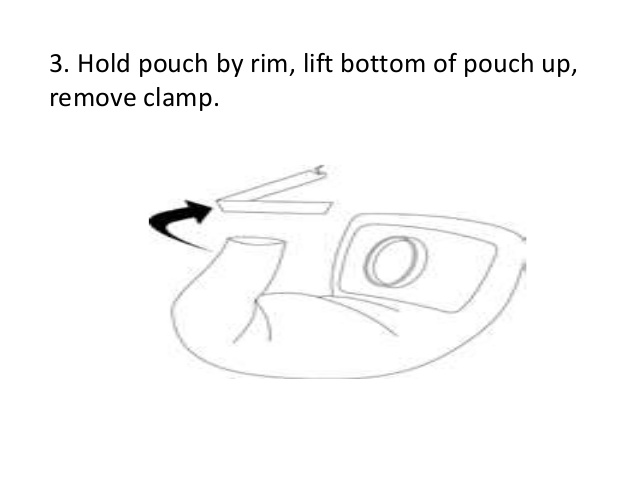 3. Hold pouch by rim, lift bottom of pouch up,
remove clamp.